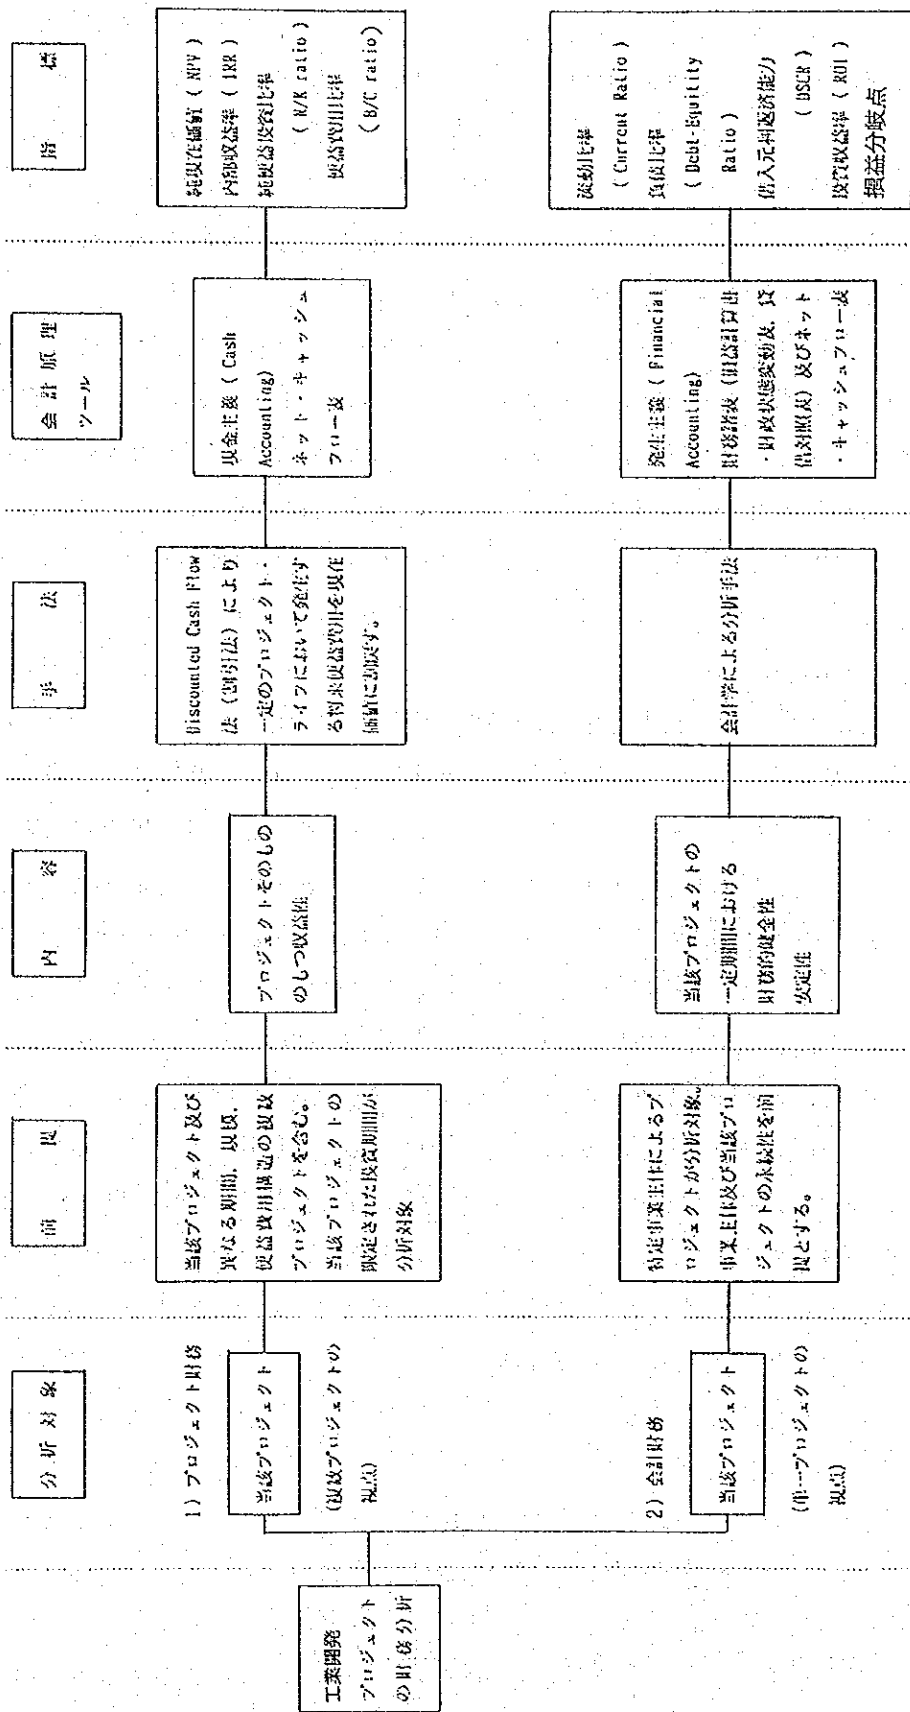 工業開発
プロジェクト
の財務分析
分析対象
1) プロジェクト財務
当該プロジェクト
(複数プロジェクトの
視点)
2) 会計財務
当該プロジェクト
(単一プロジェクトの
視点)
前提
当該プロジェクト及び
異なる期間、規模、
便益費用構造の複数
プロジェクトを含む。
当該プロジェクトの
限定された投資期間が
分析対象
特定事業主体によるプ
ロジェクトが分析対象。
事業主体及び当該プロ
ジェクトの永続性を前
提とする。
内容
プロジェクトそのもの
のもつ収益性
当該プロジェクトの
一定期間における
財務的健全性
安定性
手法
Discounted Cash Flow
法(割引法)により
一定のプロジェクト・
ライフにおいて発生す
る将来便益費用を現在
価値に割戻す。
会計学による分析手法
会計原理
ツール
現金主義 (Cash
Accounting)
ネット・キャッシュ
フロー表
発生主義 (Financial
Accounting)
財務諸表(損益計算書
・財政状態変動表、貸
借対照表)及びネット
・キャッシュフロー表
指標
純現在価値 (NPV)
内部収益率 (IRR)
純便益投資比率
(N/K ratio)
便益費用比率
(B/C ratio)
流動比率
(Current Ratio)
負債比率
(Debt-Equity
Ratio)
借入元利返済能力
(DSCR)
投資収益率 (ROI)
損益分岐点